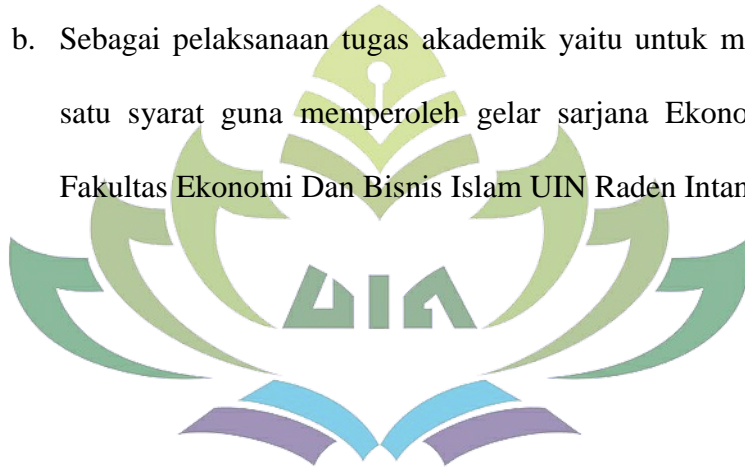 b. Sebagai pelaksanaan tugas akademik yaitu untuk m
satu syarat guna memperoleh gelar sarjana Ekono
Fakultas Ekonomi Dan Bisnis Islam UIN Raden Intan
UIN